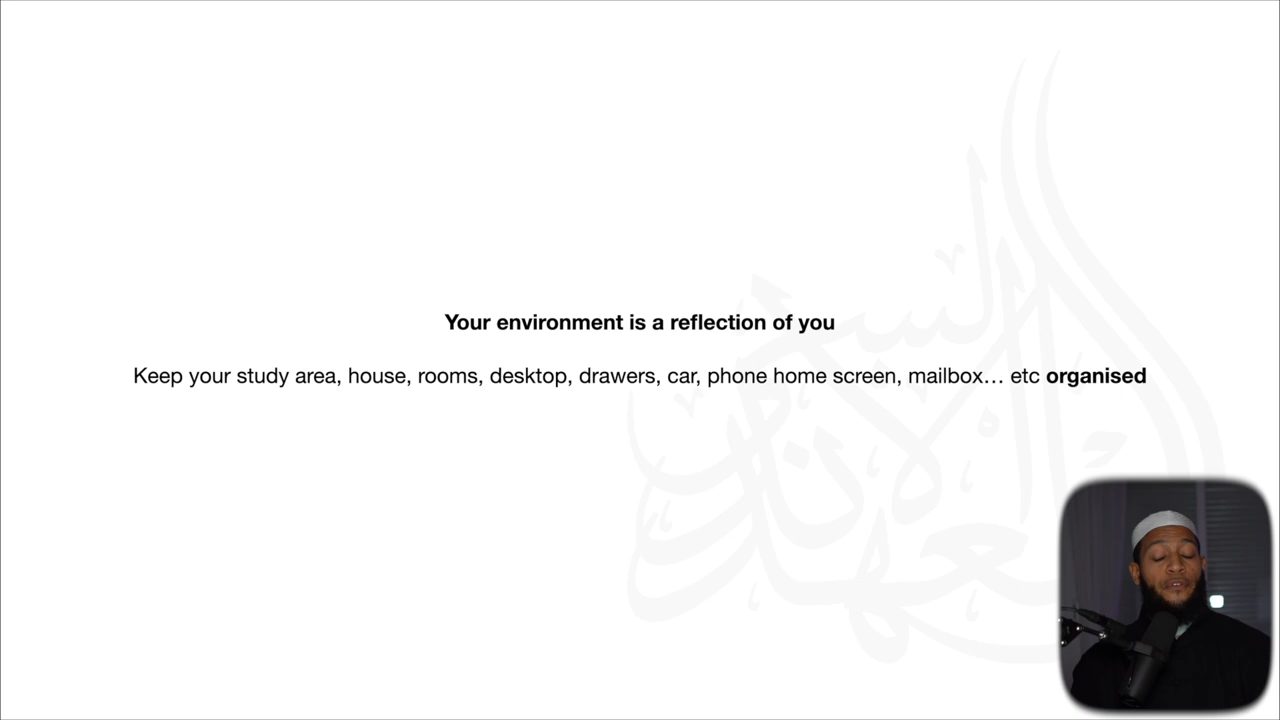 Your environment is a reflection of you
Keep your study area, house, rooms, desktop, drawers, car, phone home screen, mailbox… etc organised